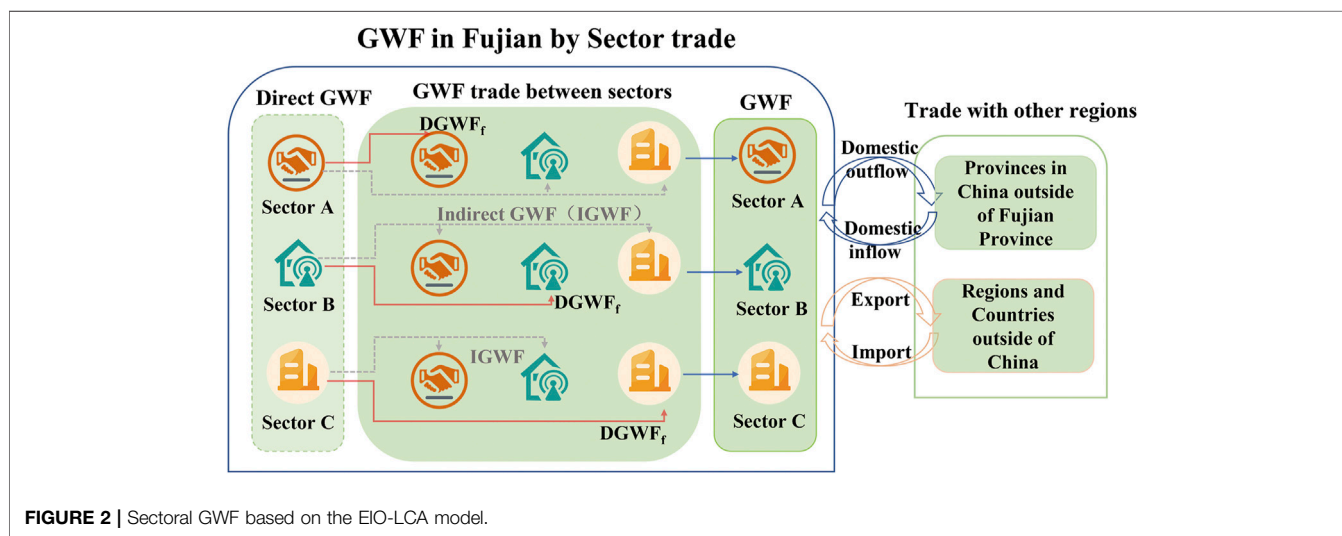 GWF in Fujian by Sector trade
Direct GWF
GWF trade between sectors
GWF
Trade with other regions
DGWFf
Sector A
Sector A
Indirect GWF（IGWF）
Sector B
DGWFf
Sector B
IGWF
Sector C
DGWFf
Sector C
Domestic
outflow
Domestic
inflow
Export
Import
Provinces in
China outside
of Fujian
Province
Regions and
Countries
outside of
China
FIGURE 2 | Sectoral GWF based on the EIO-LCA model.